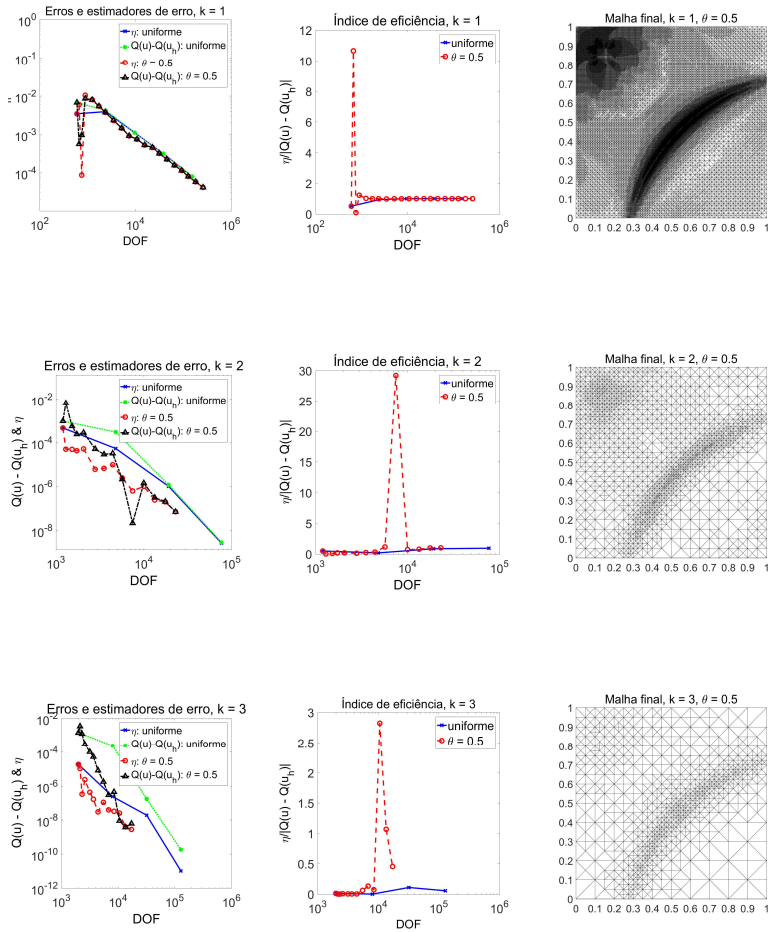 Erros e estimadores de erro, k = 1
η: uniforme
Q(u)-Q(u_h): uniforme
η: θ = 0.5
Q(u)-Q(u_h): θ = 0.5
10^0
10^-2
10^-4
10^2
10^4
10^6
DOF
Índice de eficiência, k = 1
uniforme
θ = 0.5
η/|Q(u) - Q(u_h)|
12
10
8
6
4
2
0
10^2
10^4
10^6
DOF
Malha final, k = 1, θ = 0.5
1
0.9
0.8
0.7
0.6
0.5
0.4
0.3
0.2
0.1
0
0 0.1 0.2 0.3 0.4 0.5 0.6 0.7 0.8 0.9 1
Erros e estimadores de erro, k = 2
η: uniforme
Q(u)-Q(u_h): uniforme
η: θ = 0.5
Q(u)-Q(u_h): θ = 0.5
Q(u) - Q(u_h) & η
10^-2
10^-4
10^-6
10^-8
10^3
10^4
10^5
DOF
Índice de eficiência, k = 2
uniforme
θ = 0.5
η/|Q(u) - Q(u_h)|
30
25
20
15
10
5
0
10^3
10^4
10^5
DOF
Malha final, k = 2, θ = 0.5
1
0.9
0.8
0.7
0.6
0.5
0.4
0.3
0.2
0.1
0
0 0.1 0.2 0.3 0.4 0.5 0.6 0.7 0.8 0.9 1
Erros e estimadores de erro, k = 3
η: uniforme
Q(u)-Q(u_h): uniforme
η: θ = 0.5
Q(u)-Q(u_h): θ = 0.5
Q(u) - Q(u_h) & η
10^-2
10^-4
10^-6
10^-8
10^-10
10^-12
10^3
10^4
10^5
10^6
DOF
Índice de eficiência, k = 3
uniforme
θ = 0.5
η/|Q(u) - Q(u_h)|
3
2.5
2
1.5
1
0.5
0
10^3
10^4
10^5
10^6
DOF
Malha final, k = 3, θ = 0.5
1
0.9
0.8
0.7
0.6
0.5
0.4
0.3
0.2
0.1
0
0 0.1 0.2 0.3 0.4 0.5 0.6 0.7 0.8 0.9 1